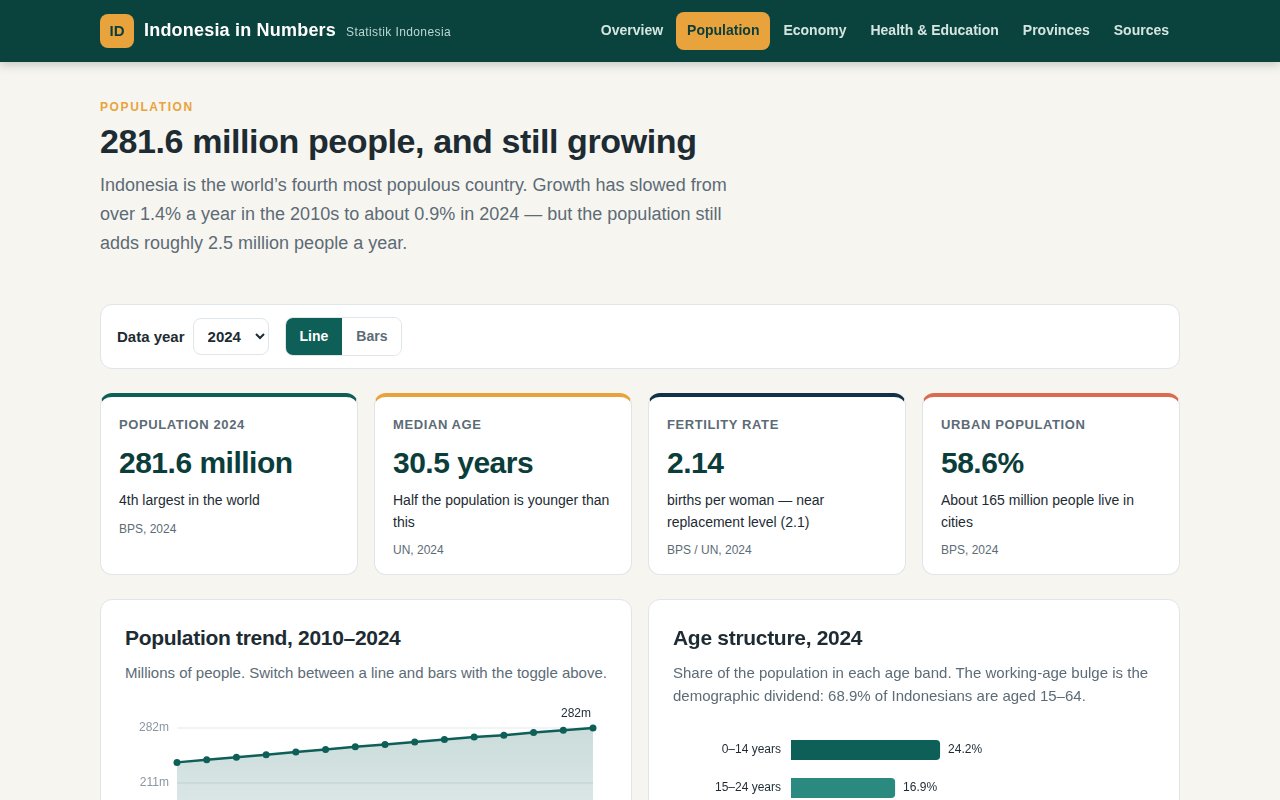 ID Indonesia in Numbers Statistik Indonesia Overview Population Economy Health & Education Provinces Sources
POPULATION
281.6 million people, and still growing
Indonesia is the world’s fourth most populous country. Growth has slowed from
over 1.4% a year in the 2010s to about 0.9% in 2024 — but the population still
adds roughly 2.5 million people a year.
Data year 2024 Line Bars
POPULATION 2024
281.6 million
4th largest in the world
BPS, 2024
MEDIAN AGE
30.5 years
Half the population is younger than
this
UN, 2024
FERTILITY RATE
2.14
births per woman — near
replacement level (2.1)
BPS / UN, 2024
URBAN POPULATION
58.6%
About 165 million people live in
cities
BPS, 2024
Population trend, 2010–2024
Millions of people. Switch between a line and bars with the toggle above.
282m
282m
211m
Age structure, 2024
Share of the population in each age band. The working-age bulge is the
demographic dividend: 68.9% of Indonesians are aged 15–64.
0–14 years 24.2%
15–24 years 16.9%